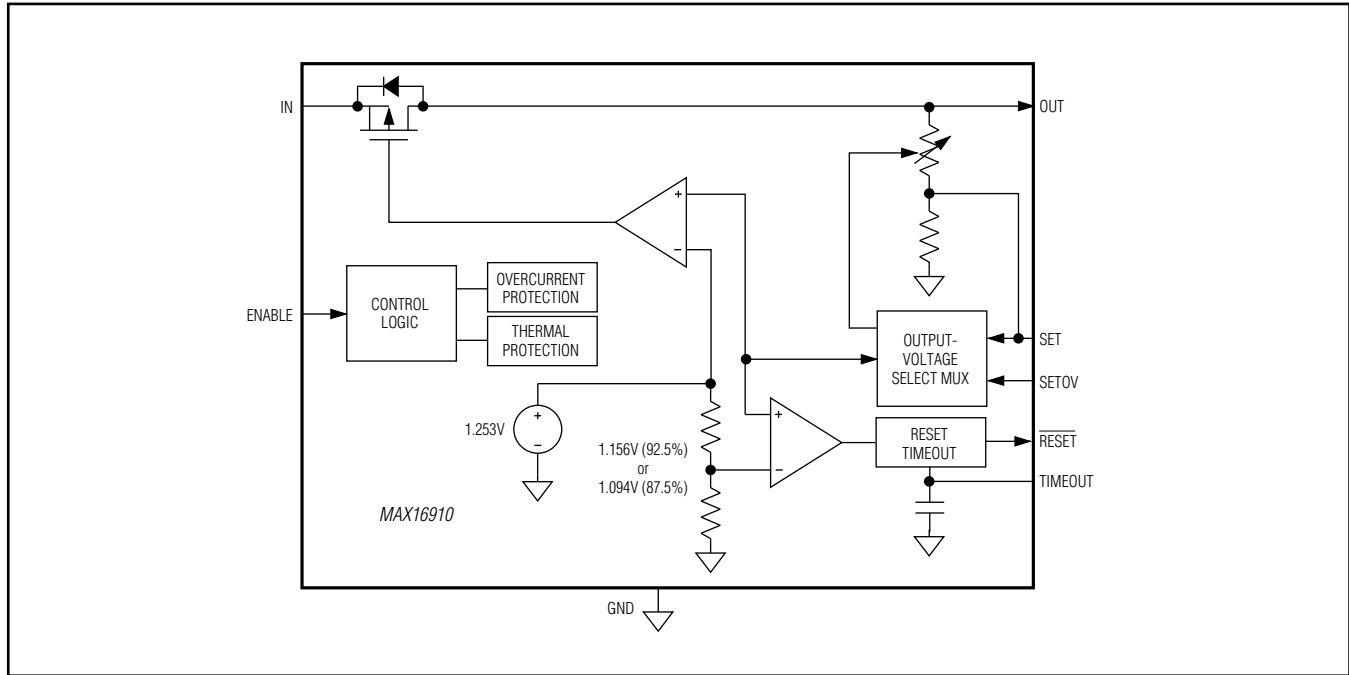 IN
OUT
+
−
OVERCURRENT
PROTECTION
CONTROL
LOGIC
THERMAL
PROTECTION
ENABLE
OUTPUT-
VOLTAGE
SELECT MUX
SET
SETOV
+
−
1.253V
1.156V (92.5%)
or
1.094V (87.5%)
+
−
RESET
TIMEOUT
RESET
TIMEOUT
MAX16910
GND